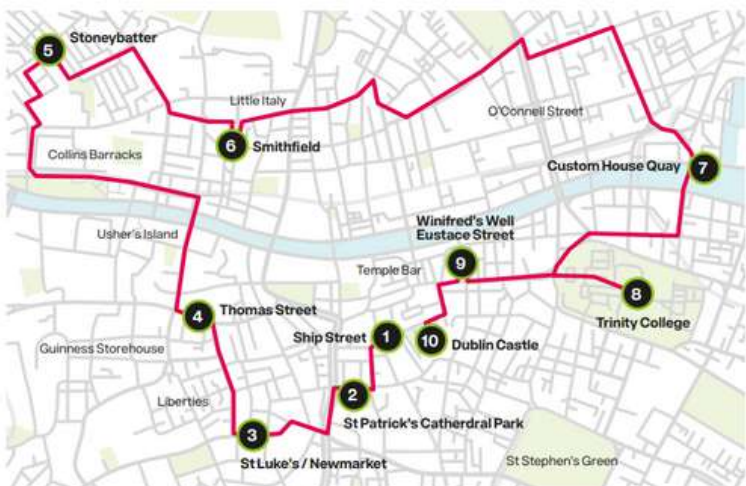 5
Stoneybatter
Little Italy
O'Connell Street
6
Smithfield
Collins Barracks
Custom House Quay
7
Winifred's Well
Eustace Street
Usher's Island
Temple Bar
9
8
Trinity College
4
Thomas Street
Ship Street
1
10
Dublin Castle
Guinness Storehouse
Liberties
2
St Patrick's Catherdral Park
3
St Luke's / Newmarket
St Stephen's Green